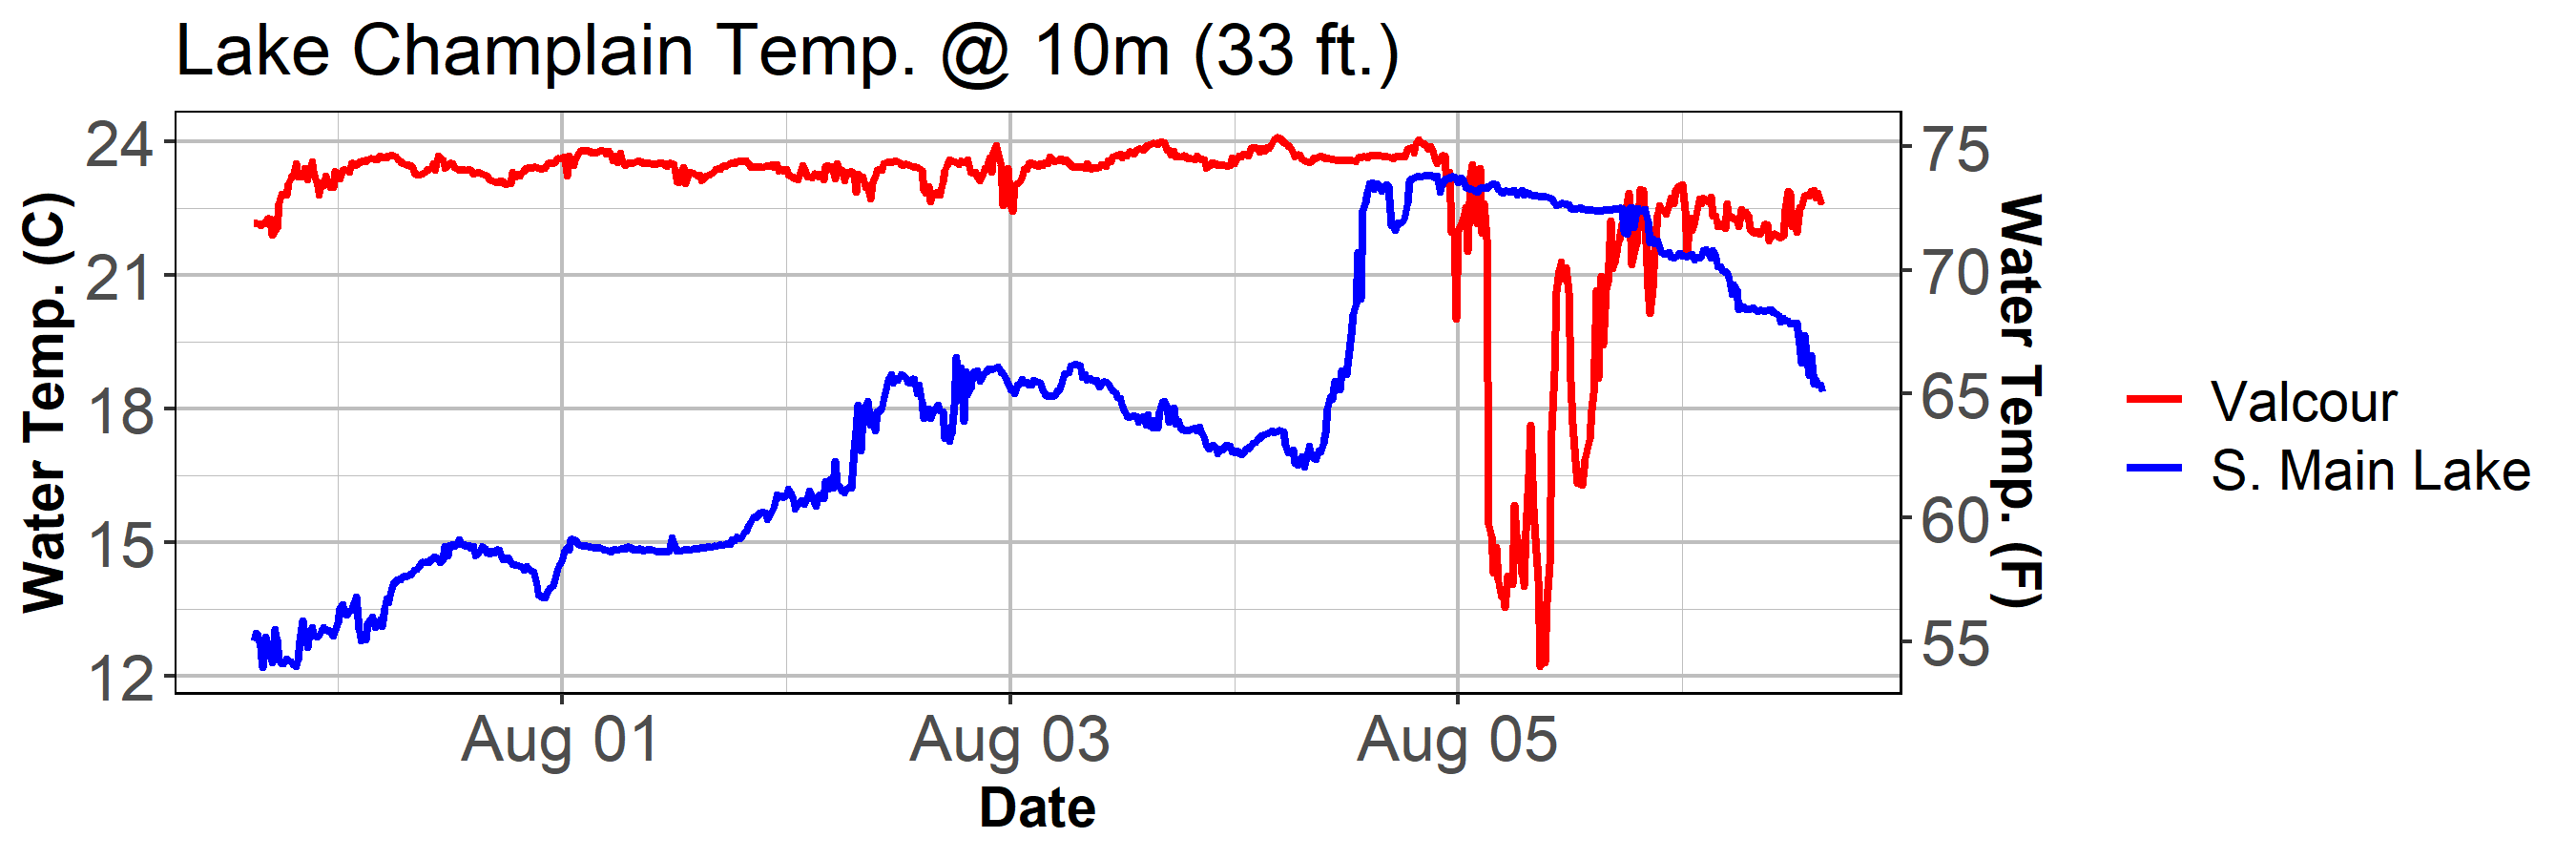 Lake Champlain Temp. @ 10m (33 ft.)
Water Temp. (C)
24
21
18
15
12
75
70
65
60
55
Water Temp. (F)
Aug 01
Aug 03
Aug 05
Date
Valcour
S. Main Lake